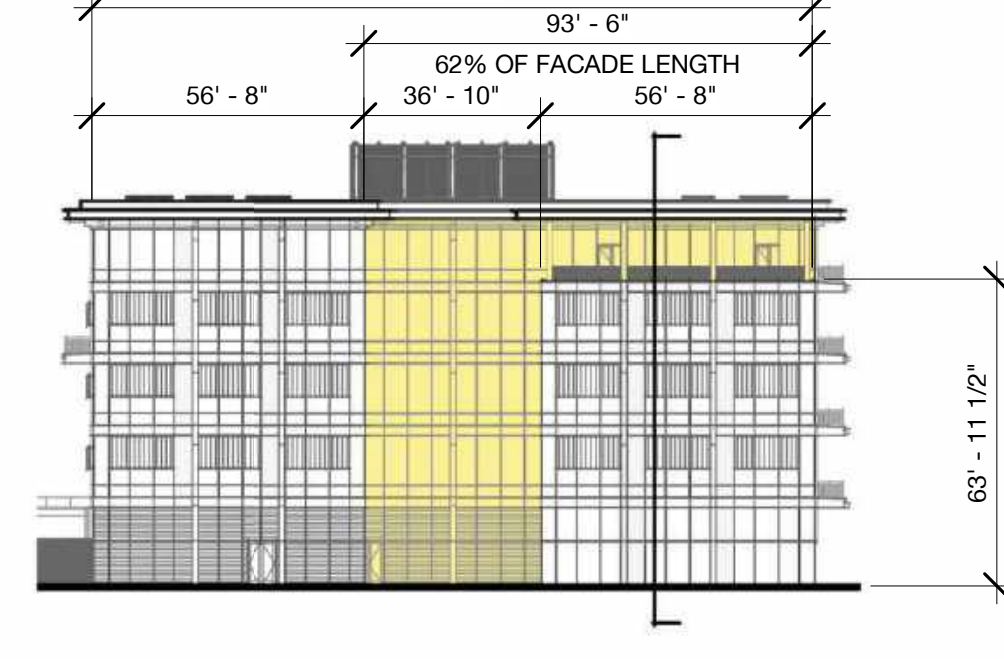 93' - 6"
62% OF FACADE LENGTH
56' - 8"
36' - 10"
56' - 8"
63' - 11 1/2"